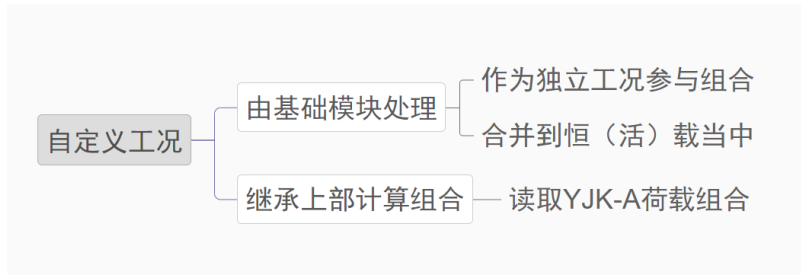 自定义工况
由基础模块处理
作为独立工况参与组合
合并到恒（活）载当中
继承上部计算组合
读取YJK-A荷载组合